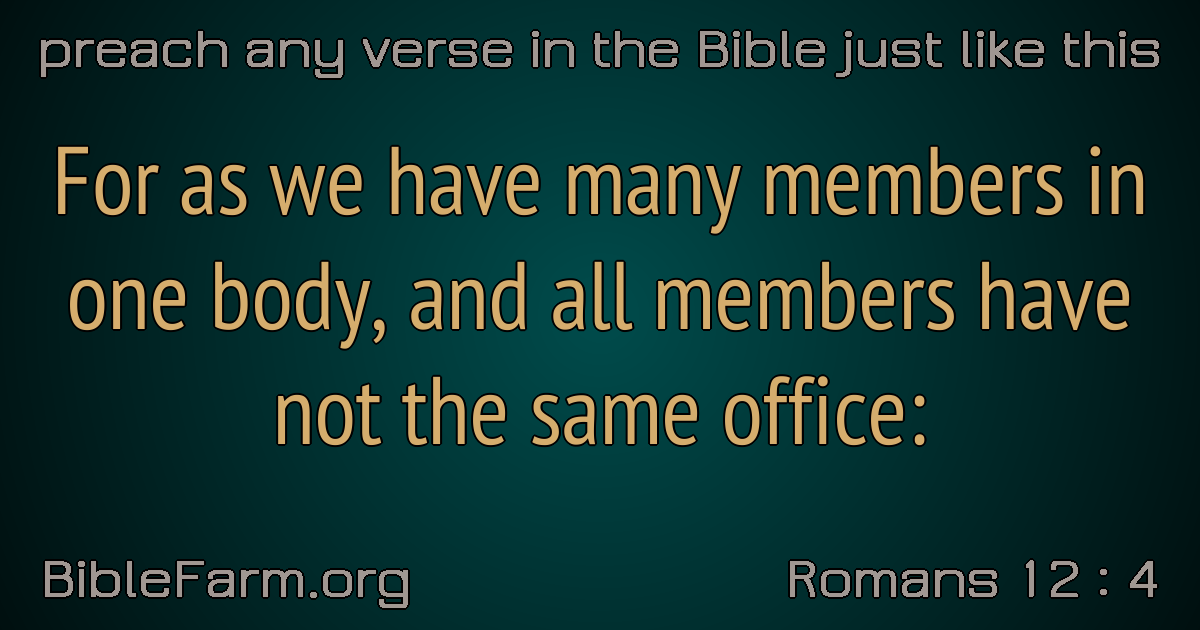 preach any verse in the Bible just like this
For as we have many members in
one body, and all members have
not the same office:
BibleFarm.org
Romans 12 : 4